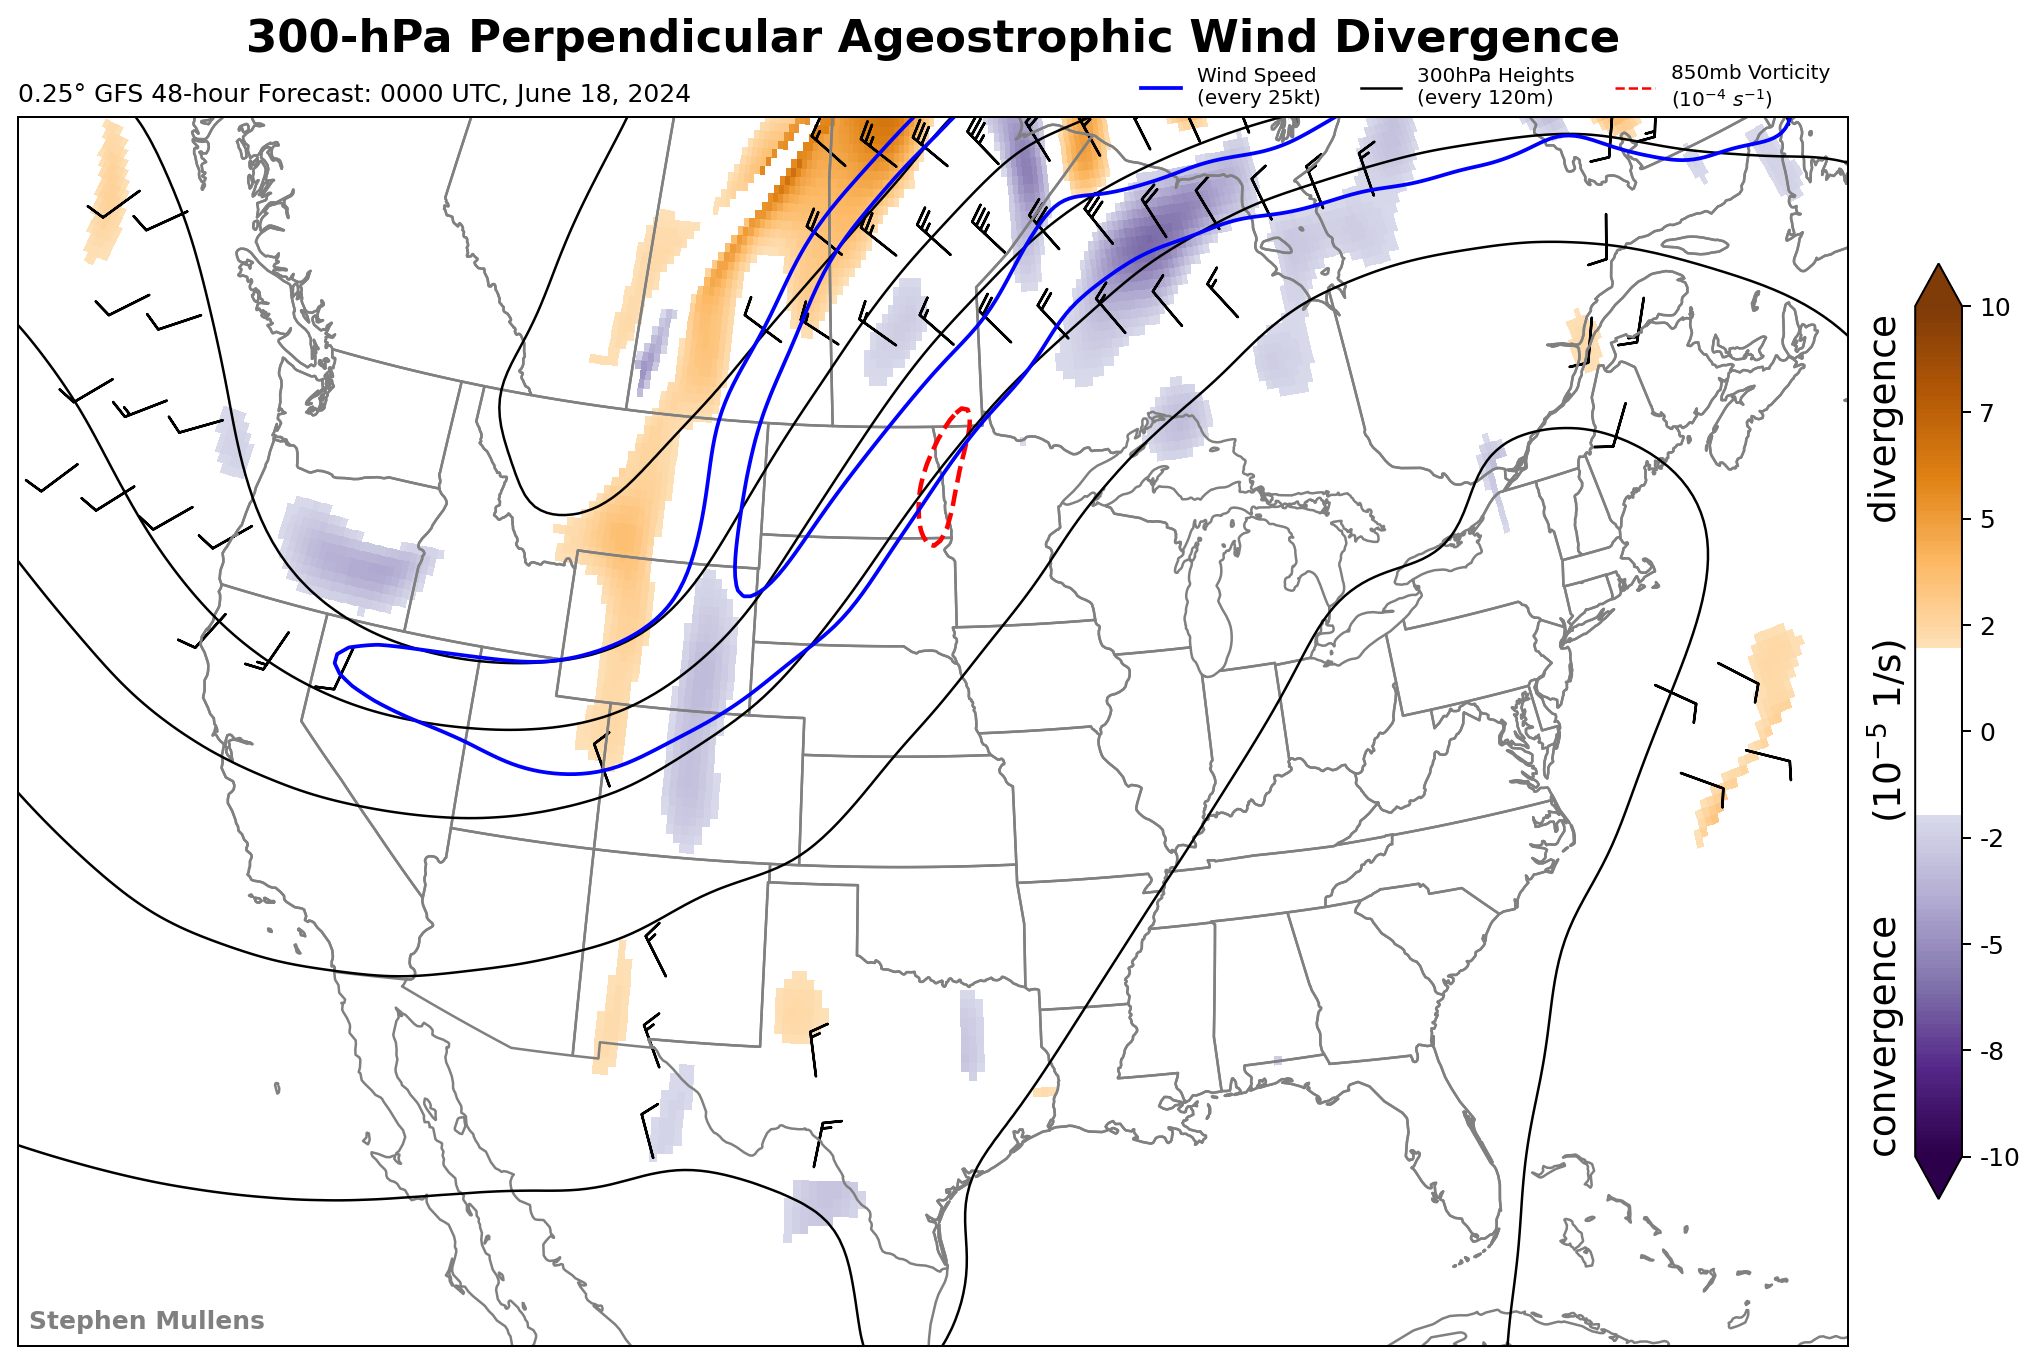 300-hPa Perpendicular Ageostrophic Wind Divergence
0.25° GFS 48-hour Forecast: 0000 UTC, June 18, 2024
Wind Speed
(every 25kt)
300hPa Heights
(every 120m)
850mb Vorticity
(10⁻⁴ s⁻¹)
10
7
5
2
0
-2
-5
-8
-10
convergence (10⁻⁵ 1/s) divergence
Stephen Mullens